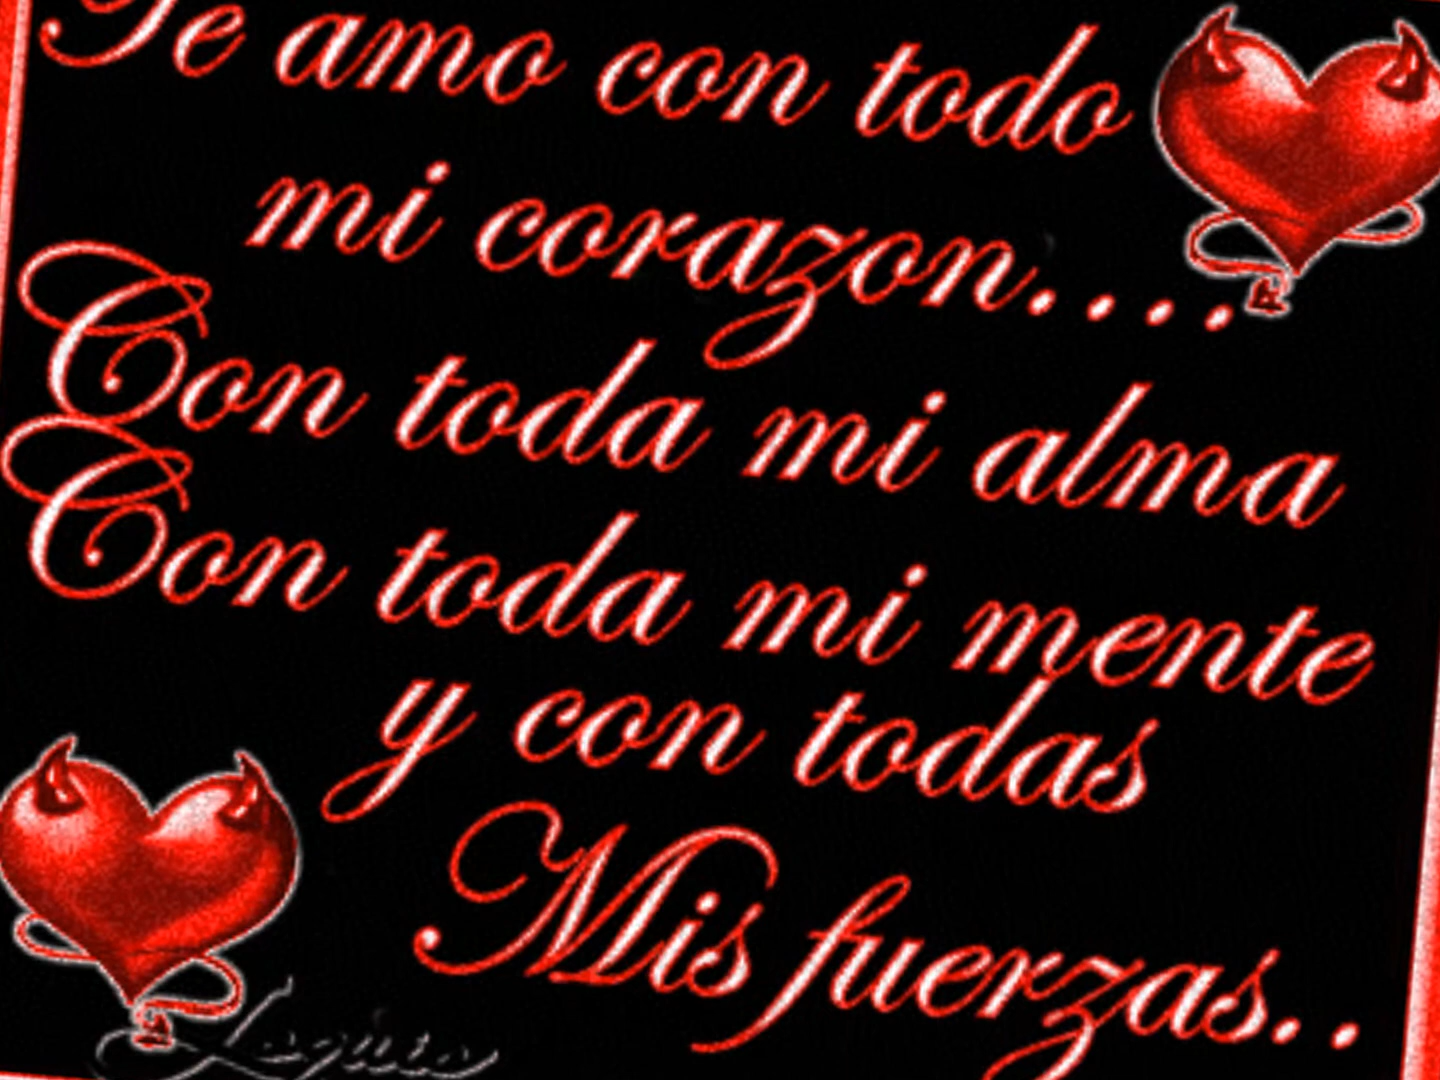 Te amo con todo
mi corazon....
Con toda mi alma
Con toda mi mente
y con todas
Mis fuerzas..